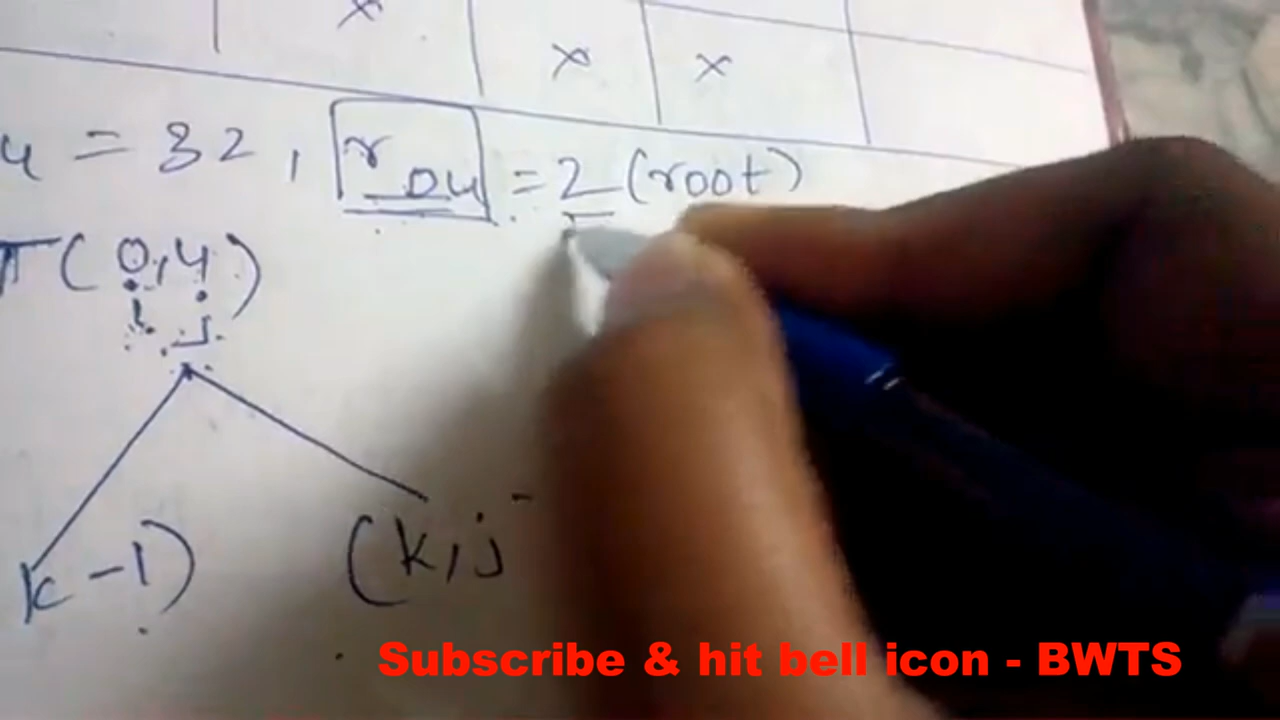 x
x x
4 = 32, r04 = 2 (root)
T(0,4)
i j
k-1) (k, j
Subscribe & hit bell icon - BWTS